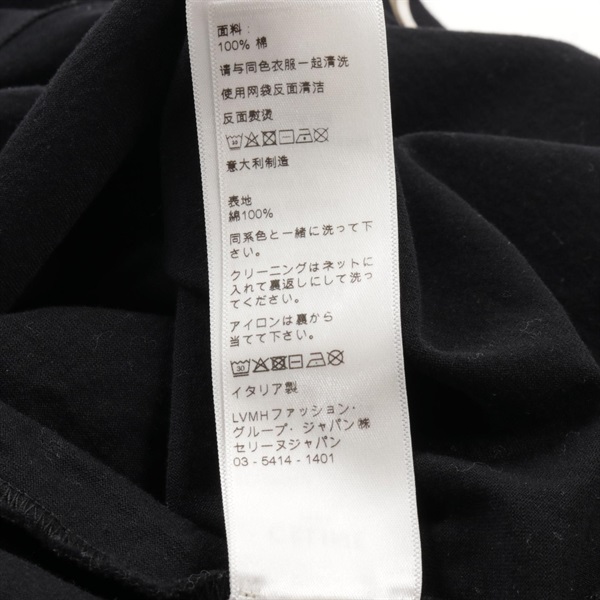 面料：
100% 棉
请与同色衣服一起清洗
使用网袋反面清洁
反面熨烫
意大利制造
表地
綿100%
同系色と一緒に洗って下
さい。
クリーニングはネットに
入れて裏返しにして洗っ
てください。
アイロンは裏から
当てて下さい。
30
イタリア製
LVMHファッション・
グループ・ジャパン㈱
セリーヌジャパン
03 - 5414 - 1401